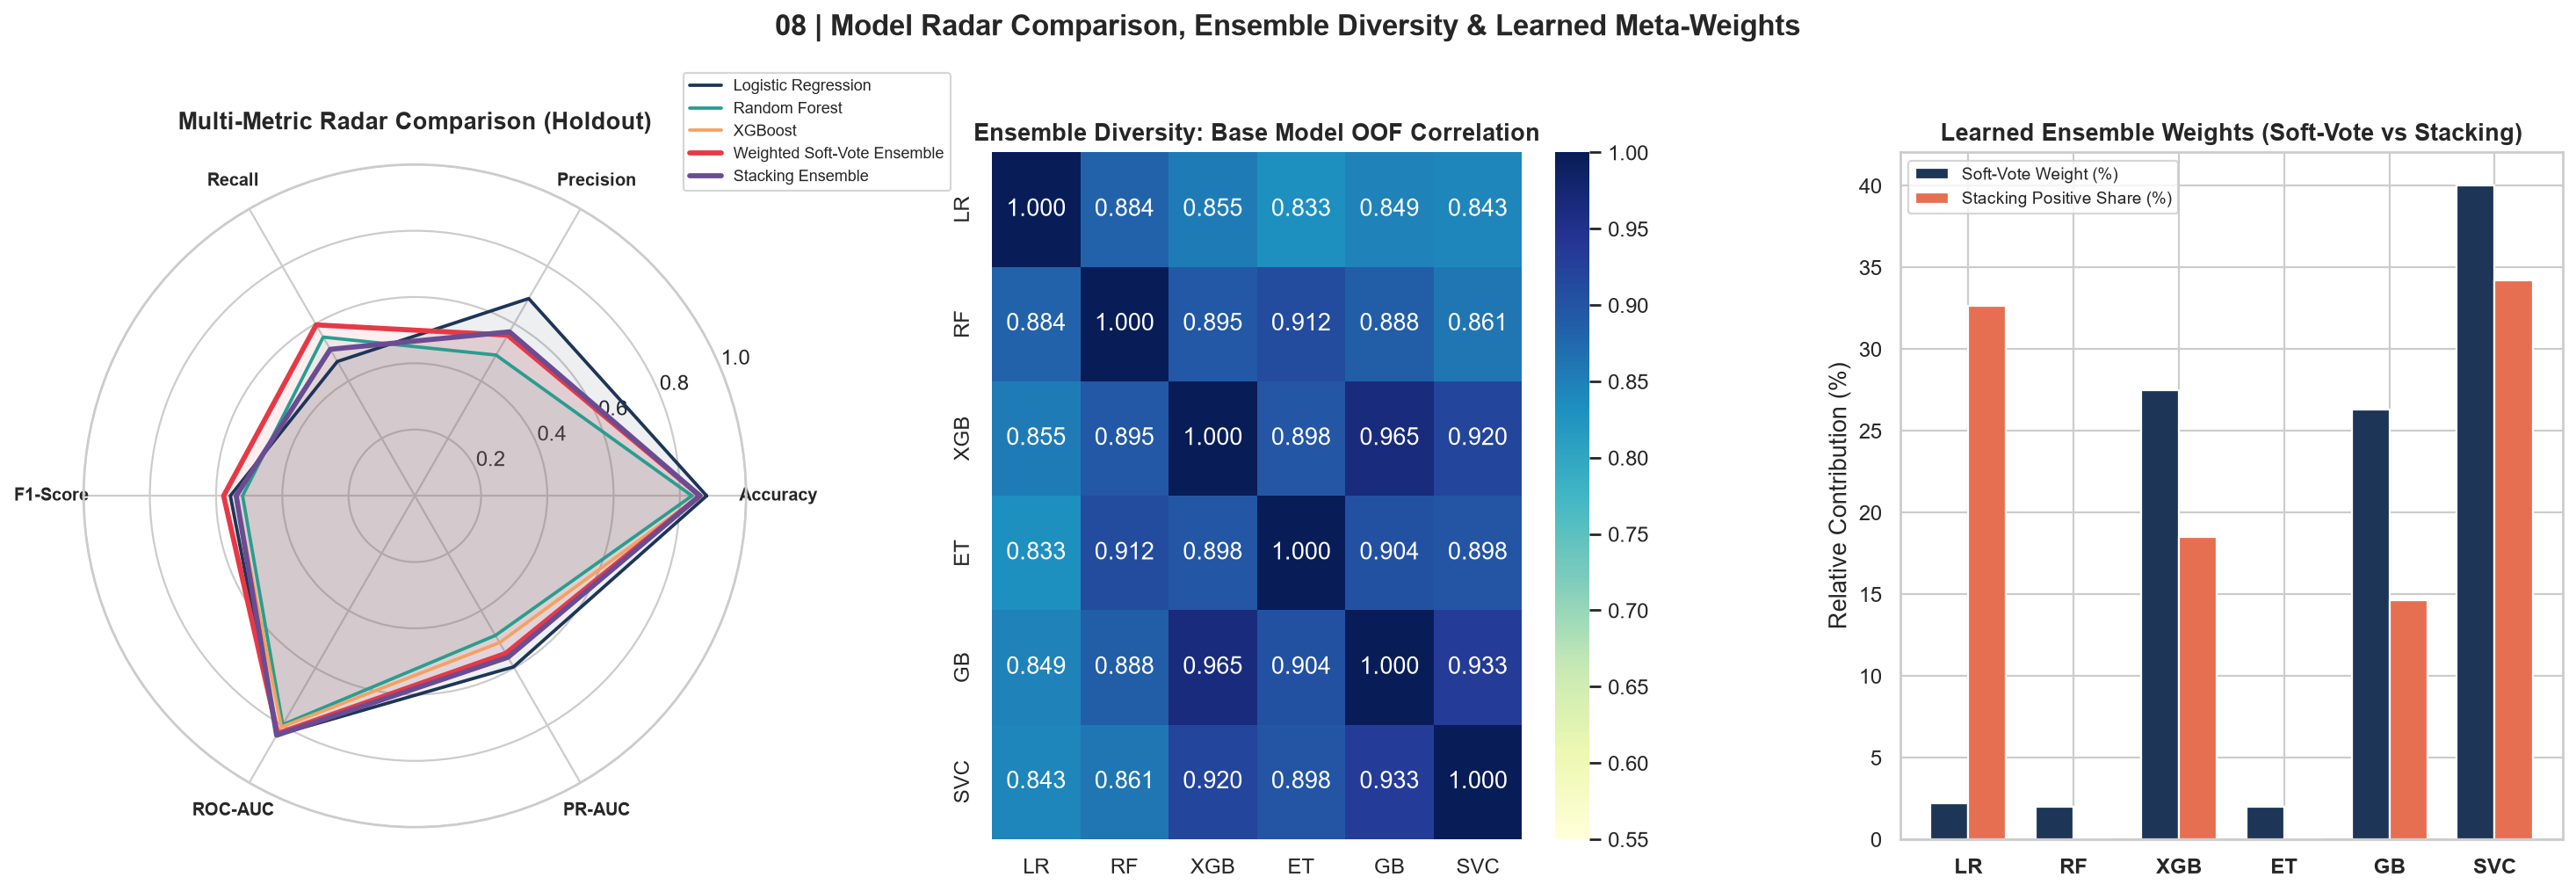 08 | Model Radar Comparison, Ensemble Diversity & Learned Meta-Weights
Multi-Metric Radar Comparison (Holdout)
Logistic Regression
Random Forest
XGBoost
Weighted Soft-Vote Ensemble
Stacking Ensemble
Recall
Precision
1.0
0.8
0.6
0.4
0.2
F1-Score
Accuracy
ROC-AUC
PR-AUC
Ensemble Diversity: Base Model OOF Correlation
LR 1.000 0.884 0.855 0.833 0.849 0.843
RF 0.884 1.000 0.895 0.912 0.888 0.861
XGB 0.855 0.895 1.000 0.898 0.965 0.920
ET 0.833 0.912 0.898 1.000 0.904 0.898
GB 0.849 0.888 0.965 0.904 1.000 0.933
SVC 0.843 0.861 0.920 0.898 0.933 1.000
LR RF XGB ET GB SVC
1.00
0.95
0.90
0.85
0.80
0.75
0.70
0.65
0.60
0.55
Learned Ensemble Weights (Soft-Vote vs Stacking)
Soft-Vote Weight (%)
Stacking Positive Share (%)
Relative Contribution (%)
40
35
30
25
20
15
10
5
0
LR RF XGB ET GB SVC